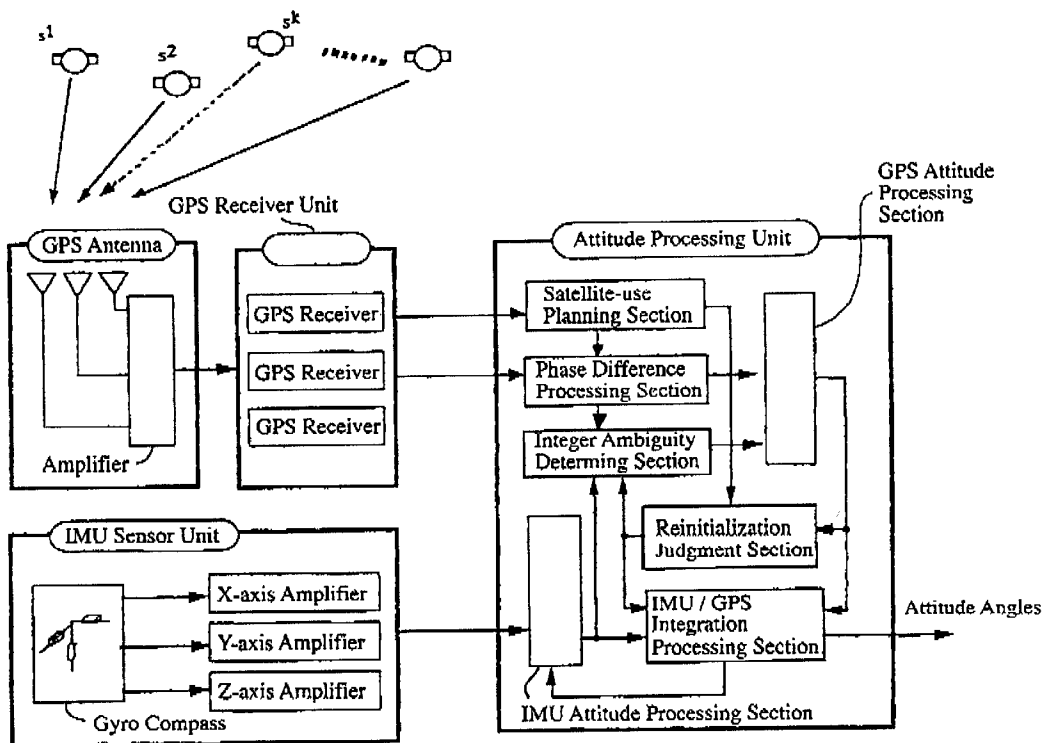 s1
s2
sk
GPS Attitude
Processing
Section
GPS Receiver Unit
GPS Antenna
Attitude Processing Unit
Satellite-use
Planning Section
GPS Receiver
Phase Difference
Processing Section
GPS Receiver
GPS Receiver
Integer Ambiguity
Determing Section
Amplifier
Reinitialization
Judgment Section
IMU Sensor Unit
X-axis Amplifier
Y-axis Amplifier
Z-axis Amplifier
IMU / GPS
Integration
Processing Section
Attitude Angles
Gyro Compass
IMU Attitude Processing Section